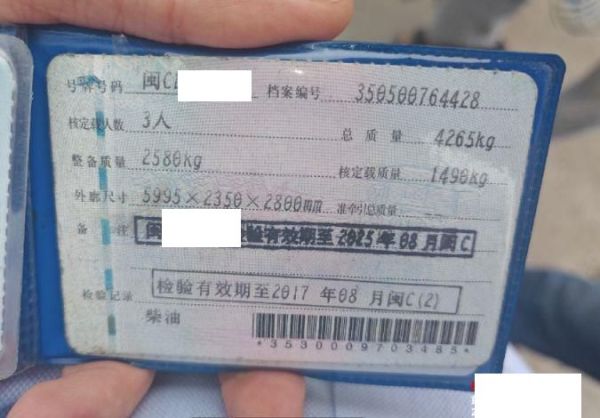 号牌号码 闽C 档案编号 350500764428
核定载人数 3人 总质量 4265kg
整备质量 2580kg 核定载质量 1490kg
外廓尺寸 5995×2350×2800mm 准牵引总质量 --
备注 闽 检验有效期至2025年08月闽C
检验记录 检验有效期至2017年08月闽C(2)
柴油
*3530009703485*